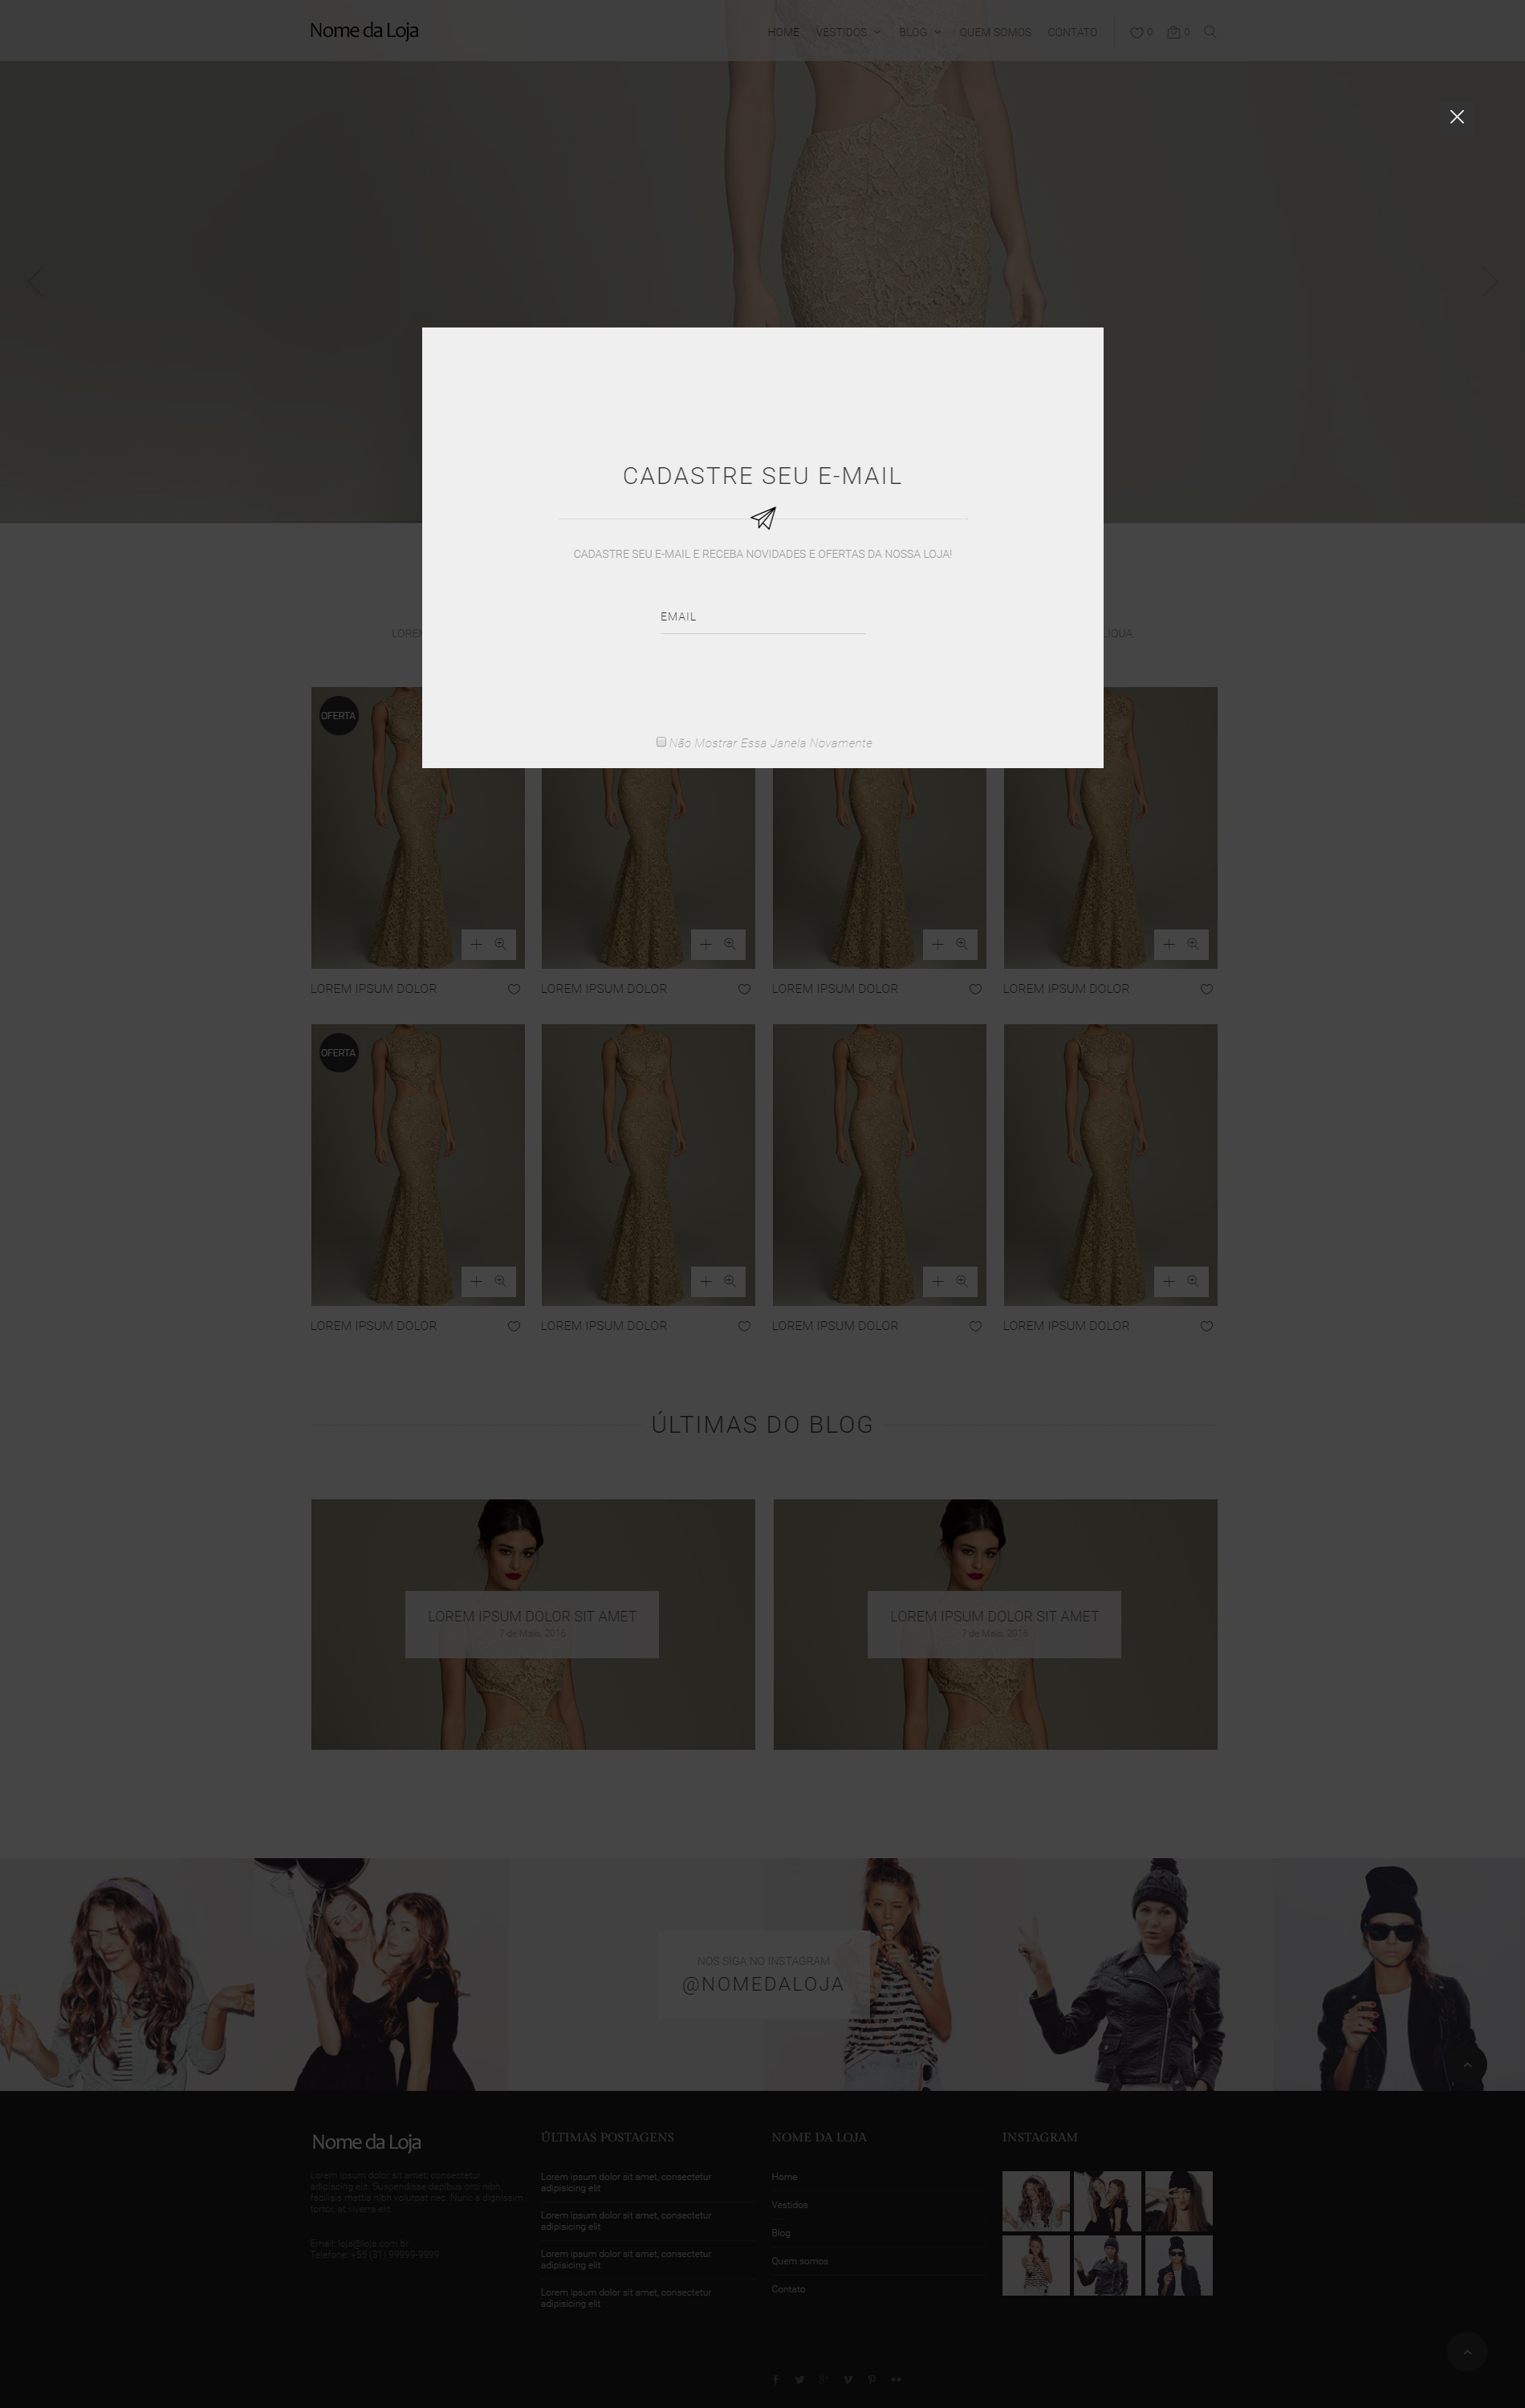 Nome da Loja
HOME VESTIDOS BLOG QUEM SOMOS CONTATO 0 0
CADASTRE SEU E-MAIL
CADASTRE SEU E-MAIL E RECEBA NOVIDADES E OFERTAS DA NOSSA LOJA!
EMAIL
Não Mostrar Essa Janela Novamente
OFERTA
LOREM IPSUM DOLOR LOREM IPSUM DOLOR LOREM IPSUM DOLOR LOREM IPSUM DOLOR
OFERTA
LOREM IPSUM DOLOR LOREM IPSUM DOLOR LOREM IPSUM DOLOR LOREM IPSUM DOLOR
ÚLTIMAS DO BLOG
LOREM IPSUM DOLOR SIT AMET
7 de Maio, 2016
LOREM IPSUM DOLOR SIT AMET
7 de Maio, 2016
NOS SIGA NO INSTAGRAM
@NOMEDALOJA
Nome da Loja
Lorem ipsum dolor sit amet, consectetur
adipiscing elit. Suspendisse dapibus orci nibh,
facilisis mattis nibh volutpat nec. Nunc a dignissim
tortor, at viverra elit.
Email: loja@loja.com.br
Telefone: +55 (31) 99999-9999
ÚLTIMAS POSTAGENS
Lorem ipsum dolor sit amet, consectetur
adipisicing elit
Lorem ipsum dolor sit amet, consectetur
adipisicing elit
Lorem ipsum dolor sit amet, consectetur
adipisicing elit
Lorem ipsum dolor sit amet, consectetur
adipisicing elit
NOME DA LOJA
Home
Vestidos
Blog
Quem somos
Contato
INSTAGRAM